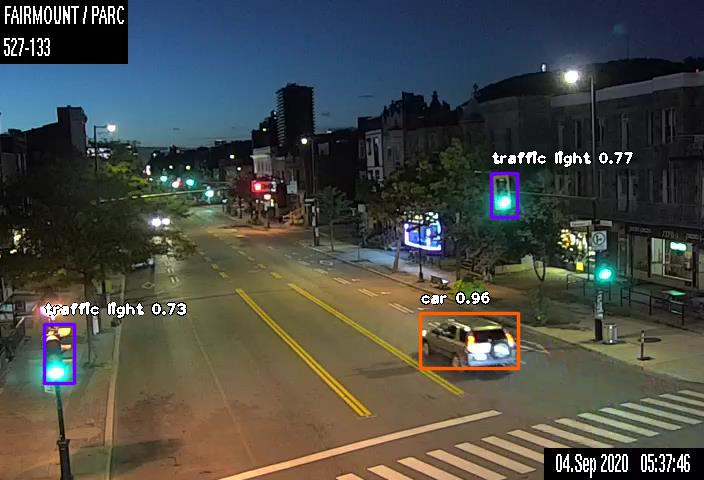 FAIRMOUNT / PARC
527-133
traffic light 0.77
car 0.96
traffic light 0.73
04.Sep 2020 05:37:46